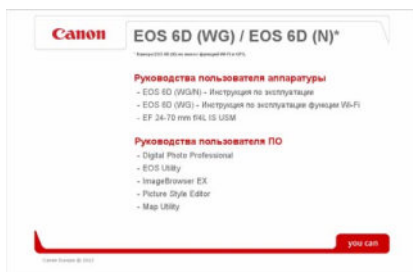 Canon
EOS 6D (WG) / EOS 6D (N)*
Руководства пользователя аппаратуры
- EOS 6D (WG/N) - Инструкция по эксплуатации
- EOS 6D (WG) - Инструкция по эксплуатации функции Wi-Fi
- EF 24-70 mm f/4L IS USM
Руководства пользователя ПО
- Digital Photo Professional
- EOS Utility
- ImageBrowser EX
- Picture Style Editor
- Map Utility
you can
Canon Europe @